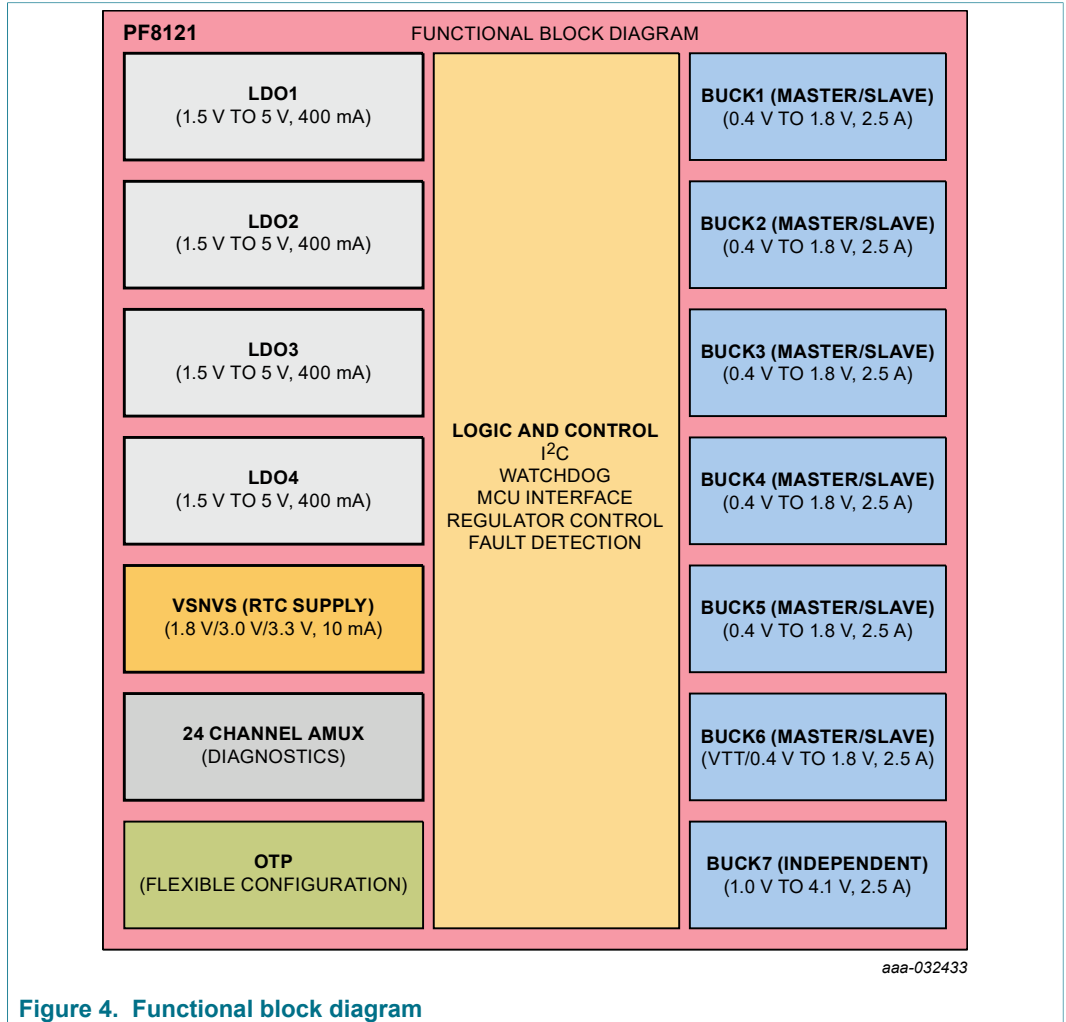 PF8121
FUNCTIONAL BLOCK DIAGRAM
LDO1
(1.5 V TO 5 V, 400 mA)
LDO2
(1.5 V TO 5 V, 400 mA)
LDO3
(1.5 V TO 5 V, 400 mA)
LDO4
(1.5 V TO 5 V, 400 mA)
VSNVS (RTC SUPPLY)
(1.8 V/3.0 V/3.3 V, 10 mA)
24 CHANNEL AMUX
(DIAGNOSTICS)
OTP
(FLEXIBLE CONFIGURATION)
LOGIC AND CONTROL
I2C
WATCHDOG
MCU INTERFACE
REGULATOR CONTROL
FAULT DETECTION
BUCK1 (MASTER/SLAVE)
(0.4 V TO 1.8 V, 2.5 A)
BUCK2 (MASTER/SLAVE)
(0.4 V TO 1.8 V, 2.5 A)
BUCK3 (MASTER/SLAVE)
(0.4 V TO 1.8 V, 2.5 A)
BUCK4 (MASTER/SLAVE)
(0.4 V TO 1.8 V, 2.5 A)
BUCK5 (MASTER/SLAVE)
(0.4 V TO 1.8 V, 2.5 A)
BUCK6 (MASTER/SLAVE)
(VTT/0.4 V TO 1.8 V, 2.5 A)
BUCK7 (INDEPENDENT)
(1.0 V TO 4.1 V, 2.5 A)
aaa-032433
Figure 4. Functional block diagram